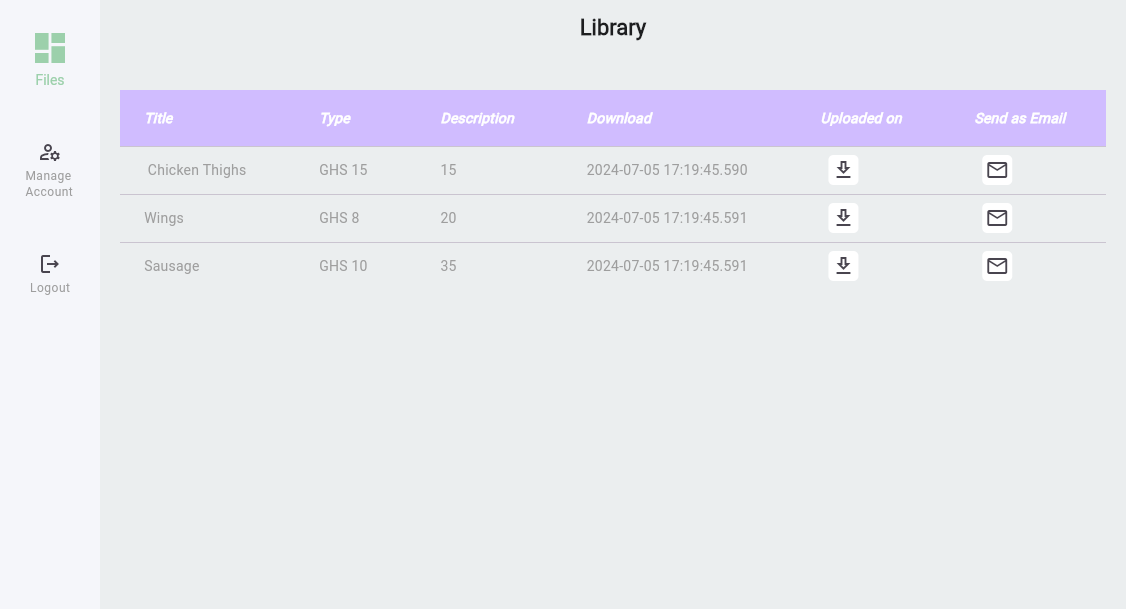 Library
Files
Manage
Account
Logout
Title Type Description Download Uploaded on Send as Email
Chicken Thighs GHS 15 15 2024-07-05 17:19:45.590
Wings GHS 8 20 2024-07-05 17:19:45.591
Sausage GHS 10 35 2024-07-05 17:19:45.591